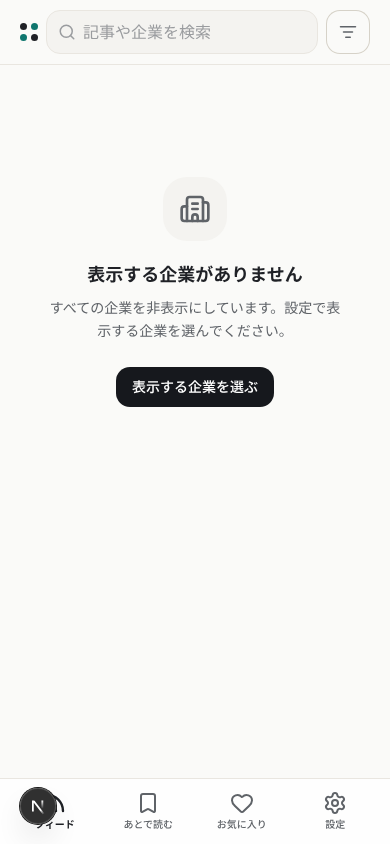 記事や企業を検索
表示する企業がありません
すべての企業を非表示にしています。設定で表
示する企業を選んでください。
表示する企業を選ぶ
N
フィード
あとで読む
お気に入り
設定